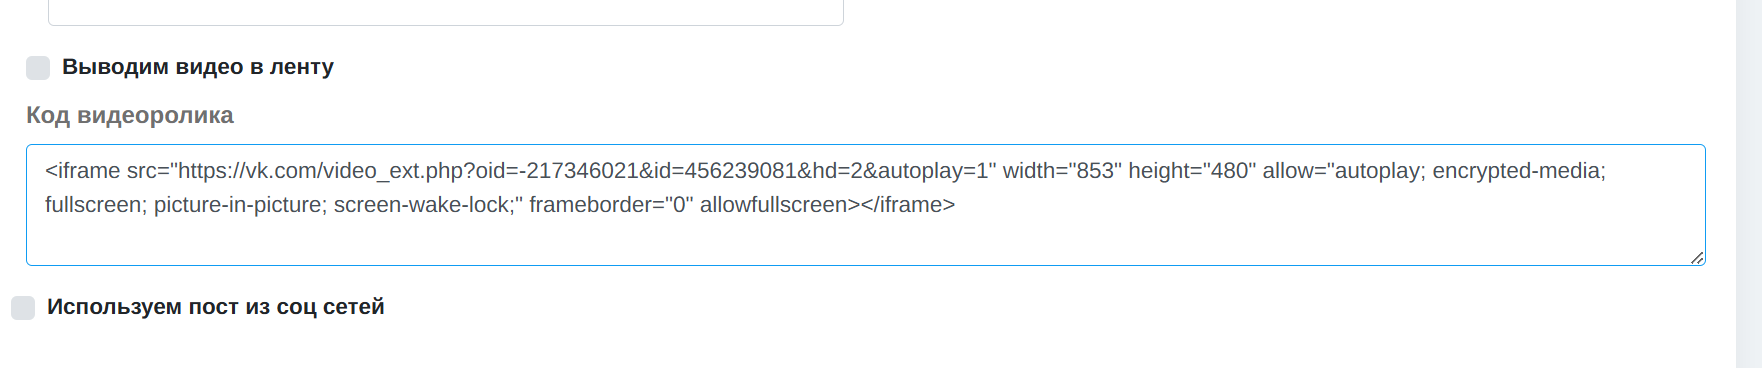 Выводим видео в ленту
Код видеоролика
<iframe src="https://vk.com/video_ext.php?oid=-217346021&id=456239081&hd=2&autoplay=1" width="853" height="480" allow="autoplay; encrypted-media;
fullscreen; picture-in-picture; screen-wake-lock;" frameborder="0" allowfullscreen></iframe>
Используем пост из соц сетей